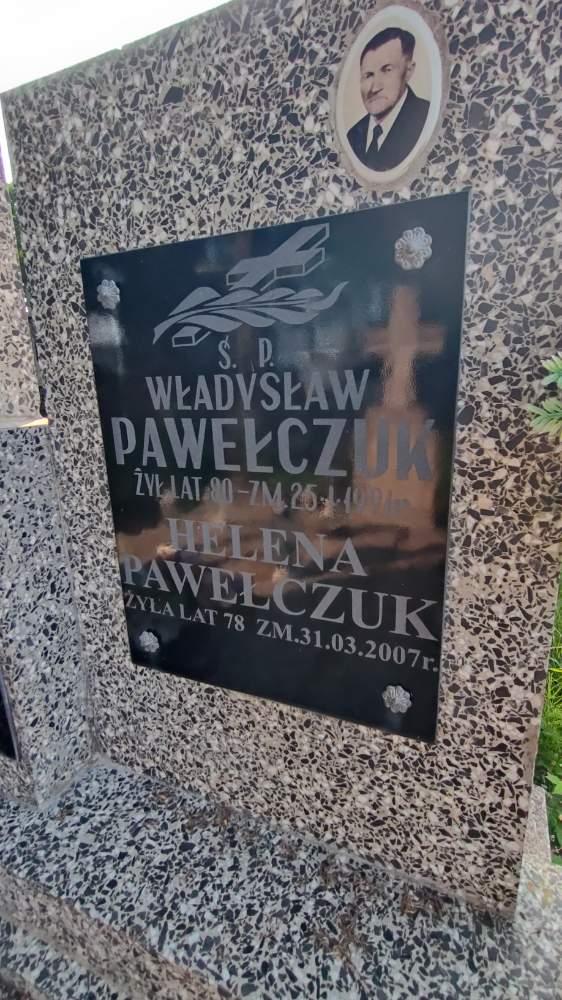 Ś. P.
WŁADYSŁAW
PAWEŁCZUK
ŻYŁ LAT 80 - ZM. 25.I.
HELENA
PAWEŁCZUK
ŻYŁA LAT 78 ZM.31.03.2007r.